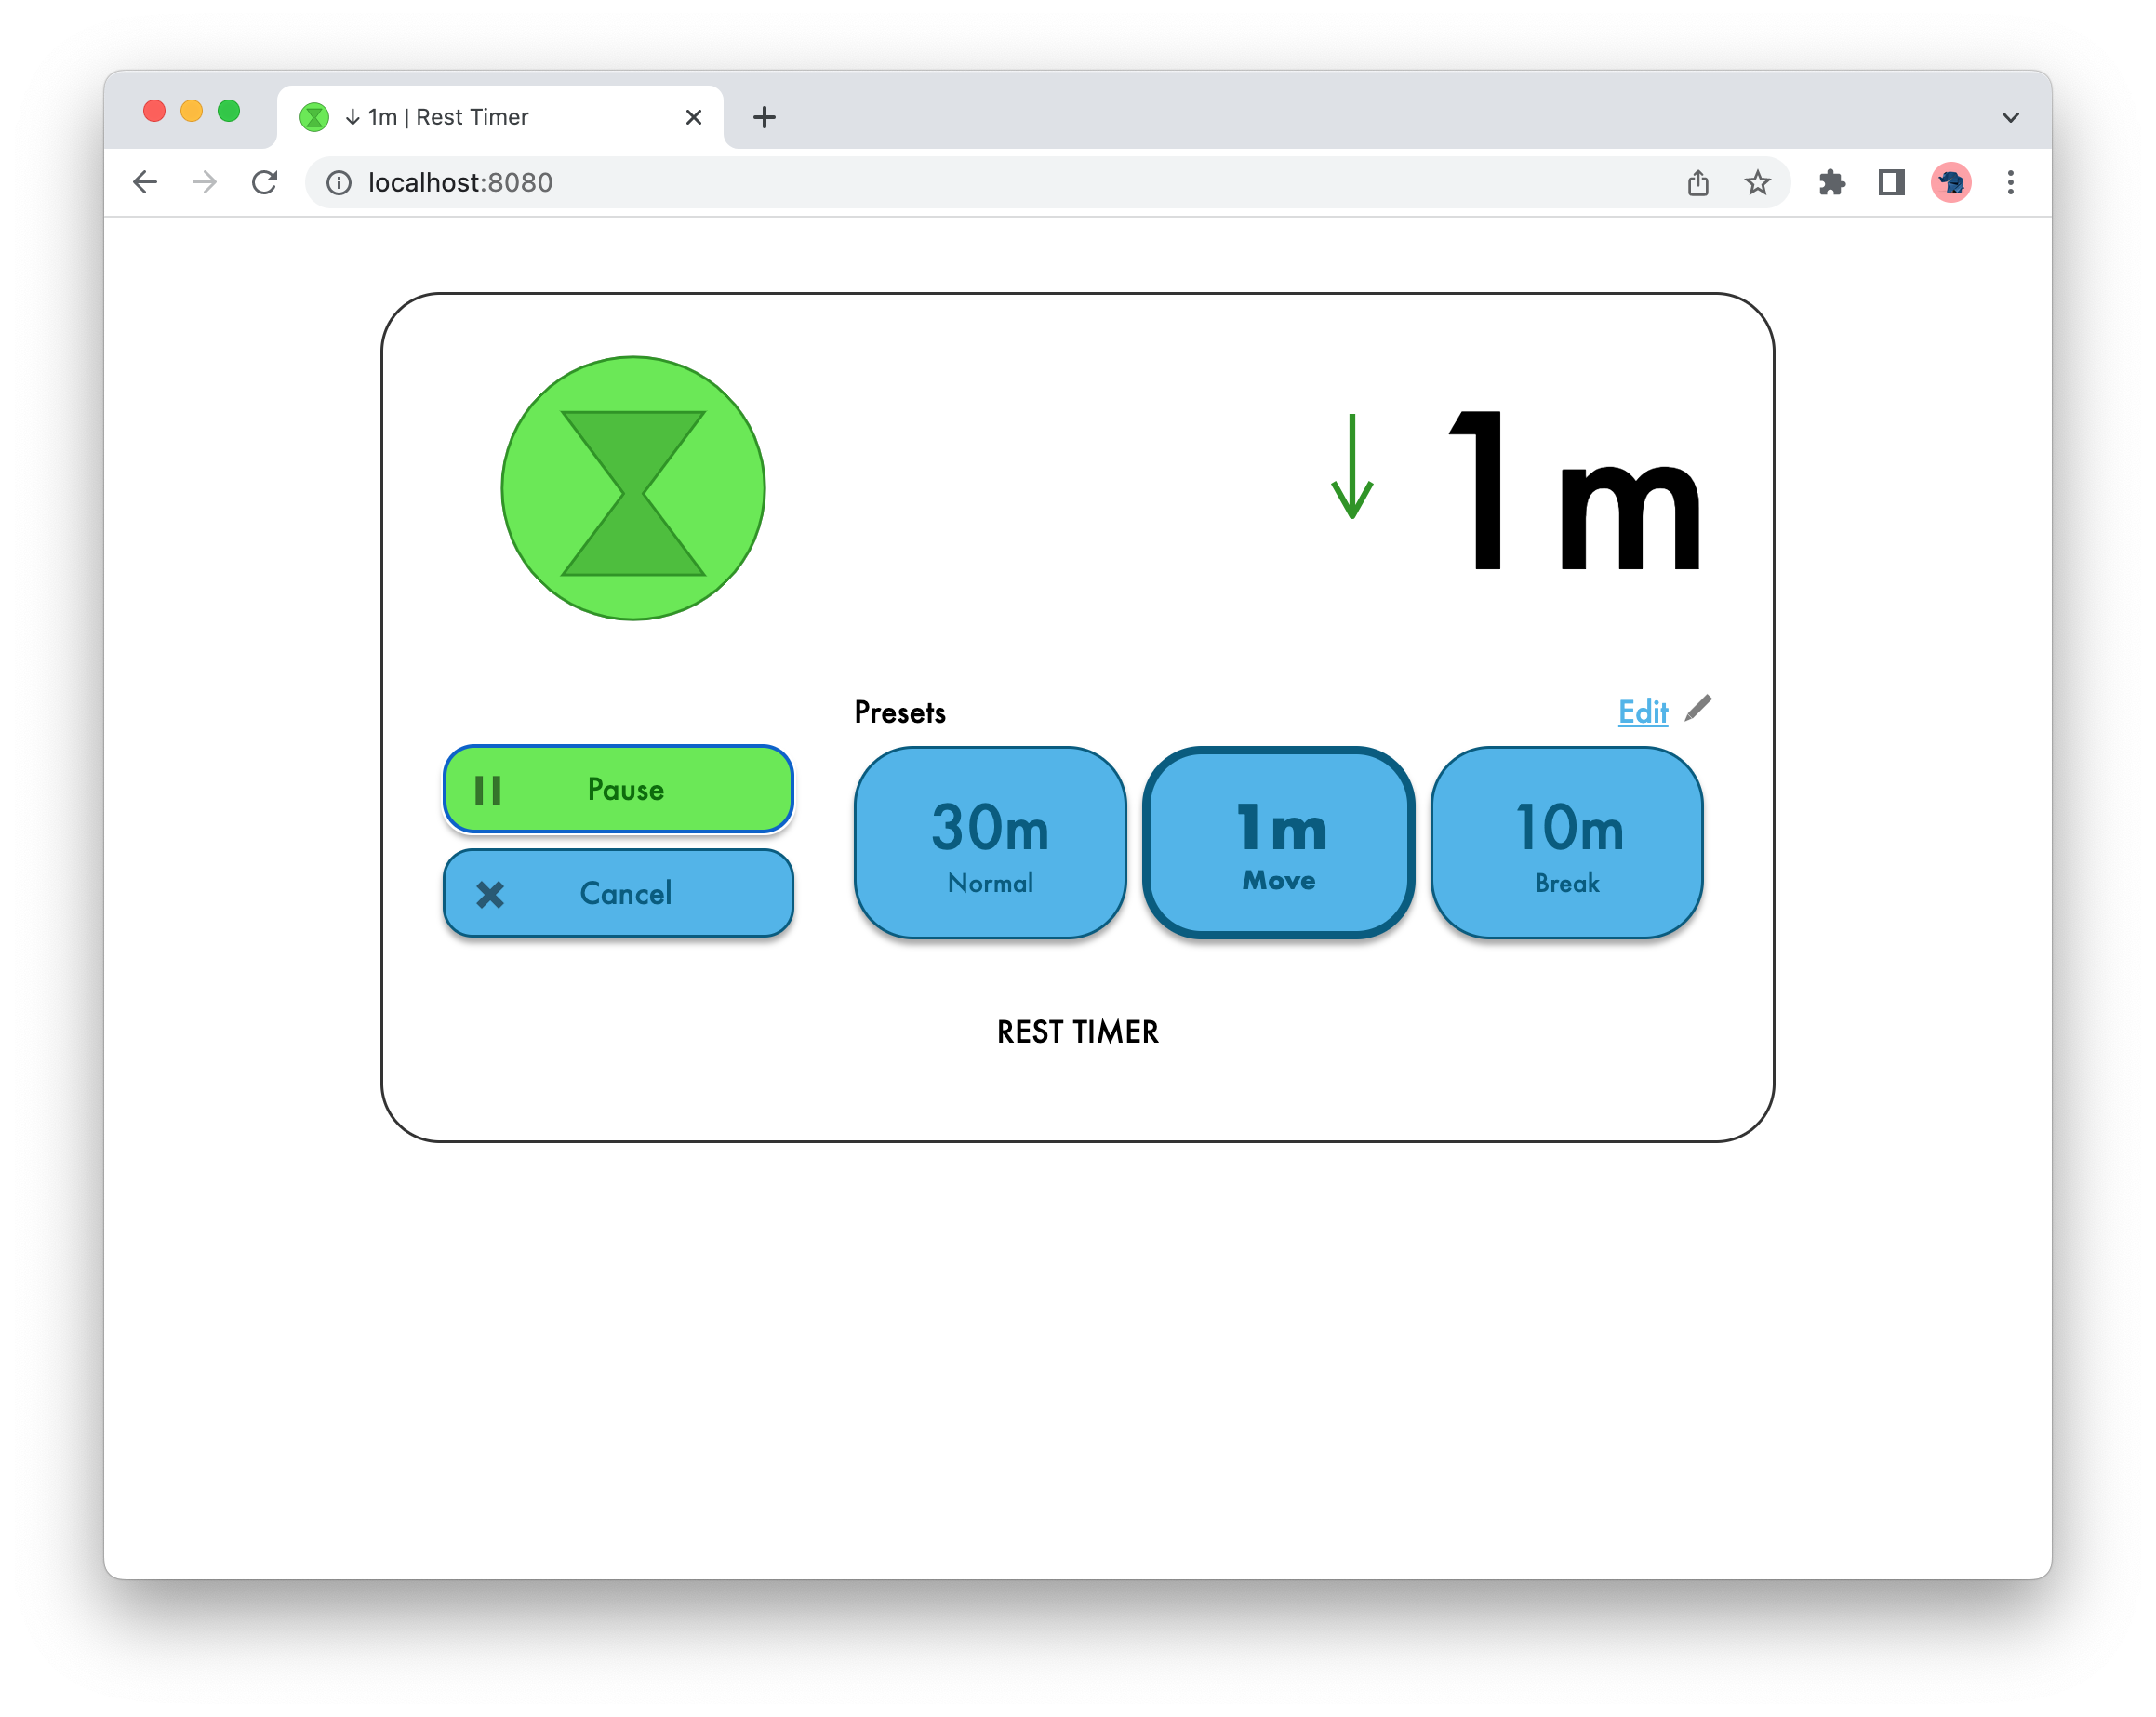 ↓ 1m | Rest Timer
localhost:8080
↓ 1m
Presets
Edit
Pause
Cancel
30m
Normal
1m
Move
10m
Break
REST TIMER